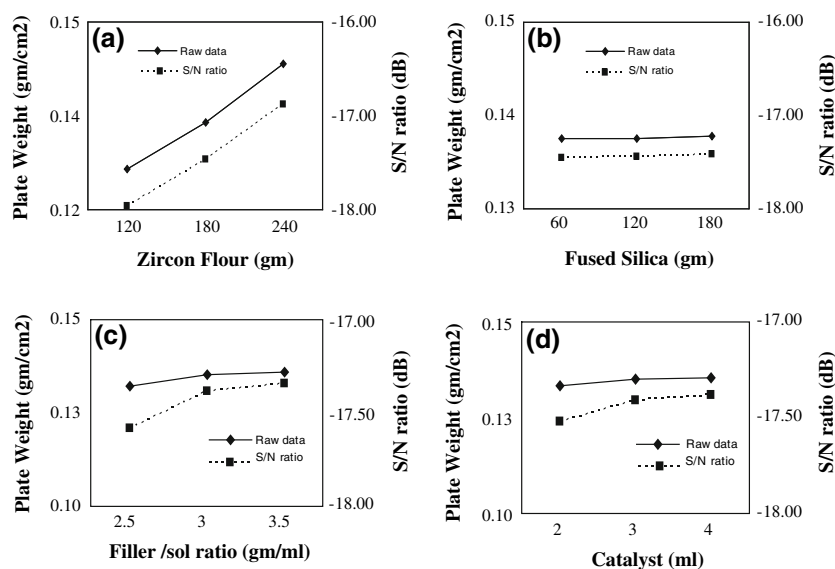 (a)
Raw data
S/N ratio
Plate Weight (gm/cm2)
0.15
0.14
0.12
-16.00
-17.00
-18.00
S/N ratio (dB)
120 180 240
Zircon Flour (gm)
(b)
Raw data
S/N ratio
Plate Weight (gm/cm2)
0.15
0.14
0.13
-16.00
-17.00
-18.00
S/N ratio (dB)
60 120 180
Fused Silica (gm)
(c)
Raw data
S/N ratio
Plate Weight (gm/cm2)
0.15
0.13
0.10
-17.00
-17.50
-18.00
S/N ratio (dB)
2.5 3 3.5
Filler /sol ratio (gm/ml)
(d)
Raw data
S/N ratio
Plate Weight (gm/cm2)
0.15
0.13
0.10
-17.00
-17.50
-18.00
S/N ratio (dB)
2 3 4
Catalyst (ml)